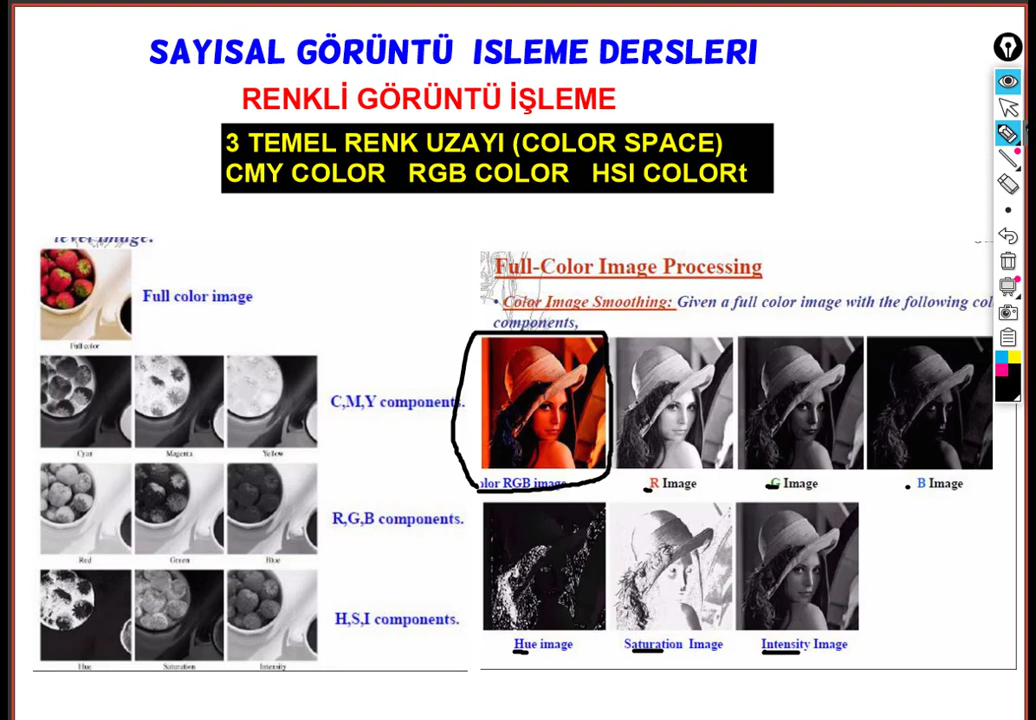 SAYISAL GÖRÜNTÜ ISLEME DERSLERI
RENKLİ GÖRÜNTÜ İŞLEME
3 TEMEL RENK UZAYI (COLOR SPACE)
CMY COLOR RGB COLOR HSI COLORt
level image.
Full color image
Full color
C,M,Y components.
Cyan Magenta Yellow
R,G,B components.
Red Green Blue
H,S,I components.
Hue Saturation Intensity
Full-Color Image Processing
• Color Image Smoothing: Given a full color image with the following col
components,
olor RGB image
R Image
G Image
B Image
Hue image
Saturation Image
Intensity Image